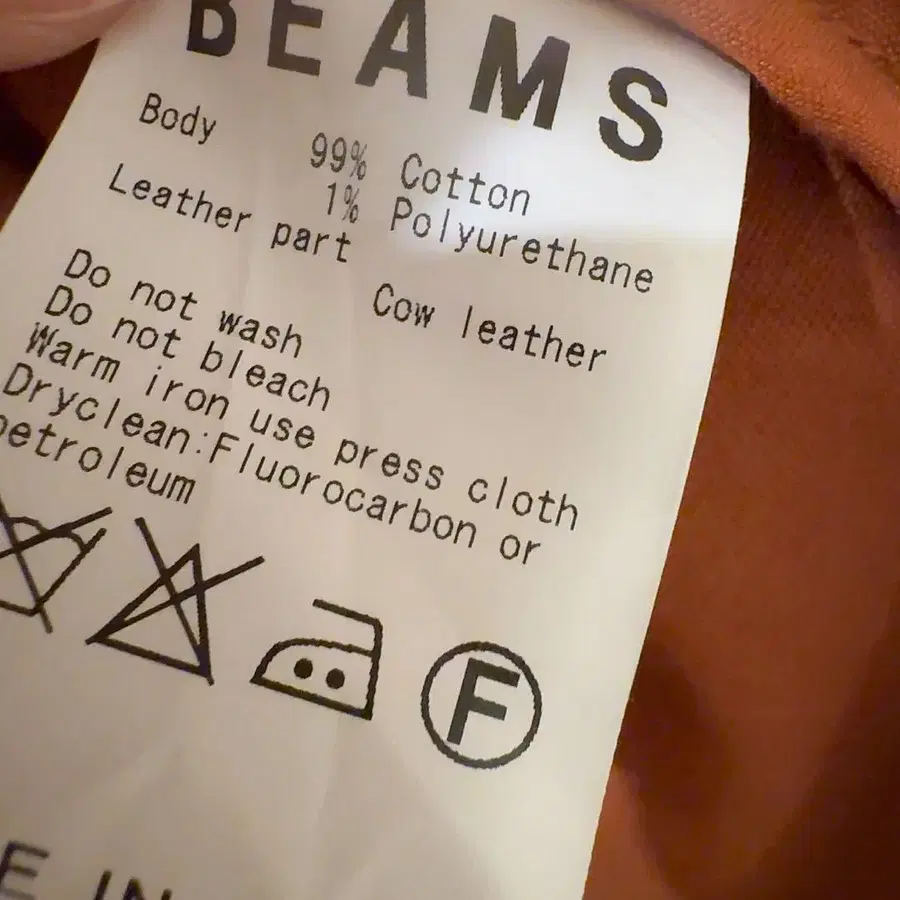 BEAMS
Body
99% Cotton
1% Polyurethane
Leather part
Cow leather
Do not wash
Do not bleach
Warm iron use press cloth
Dryclean:Fluorocarbon or
petroleum
F
E IN